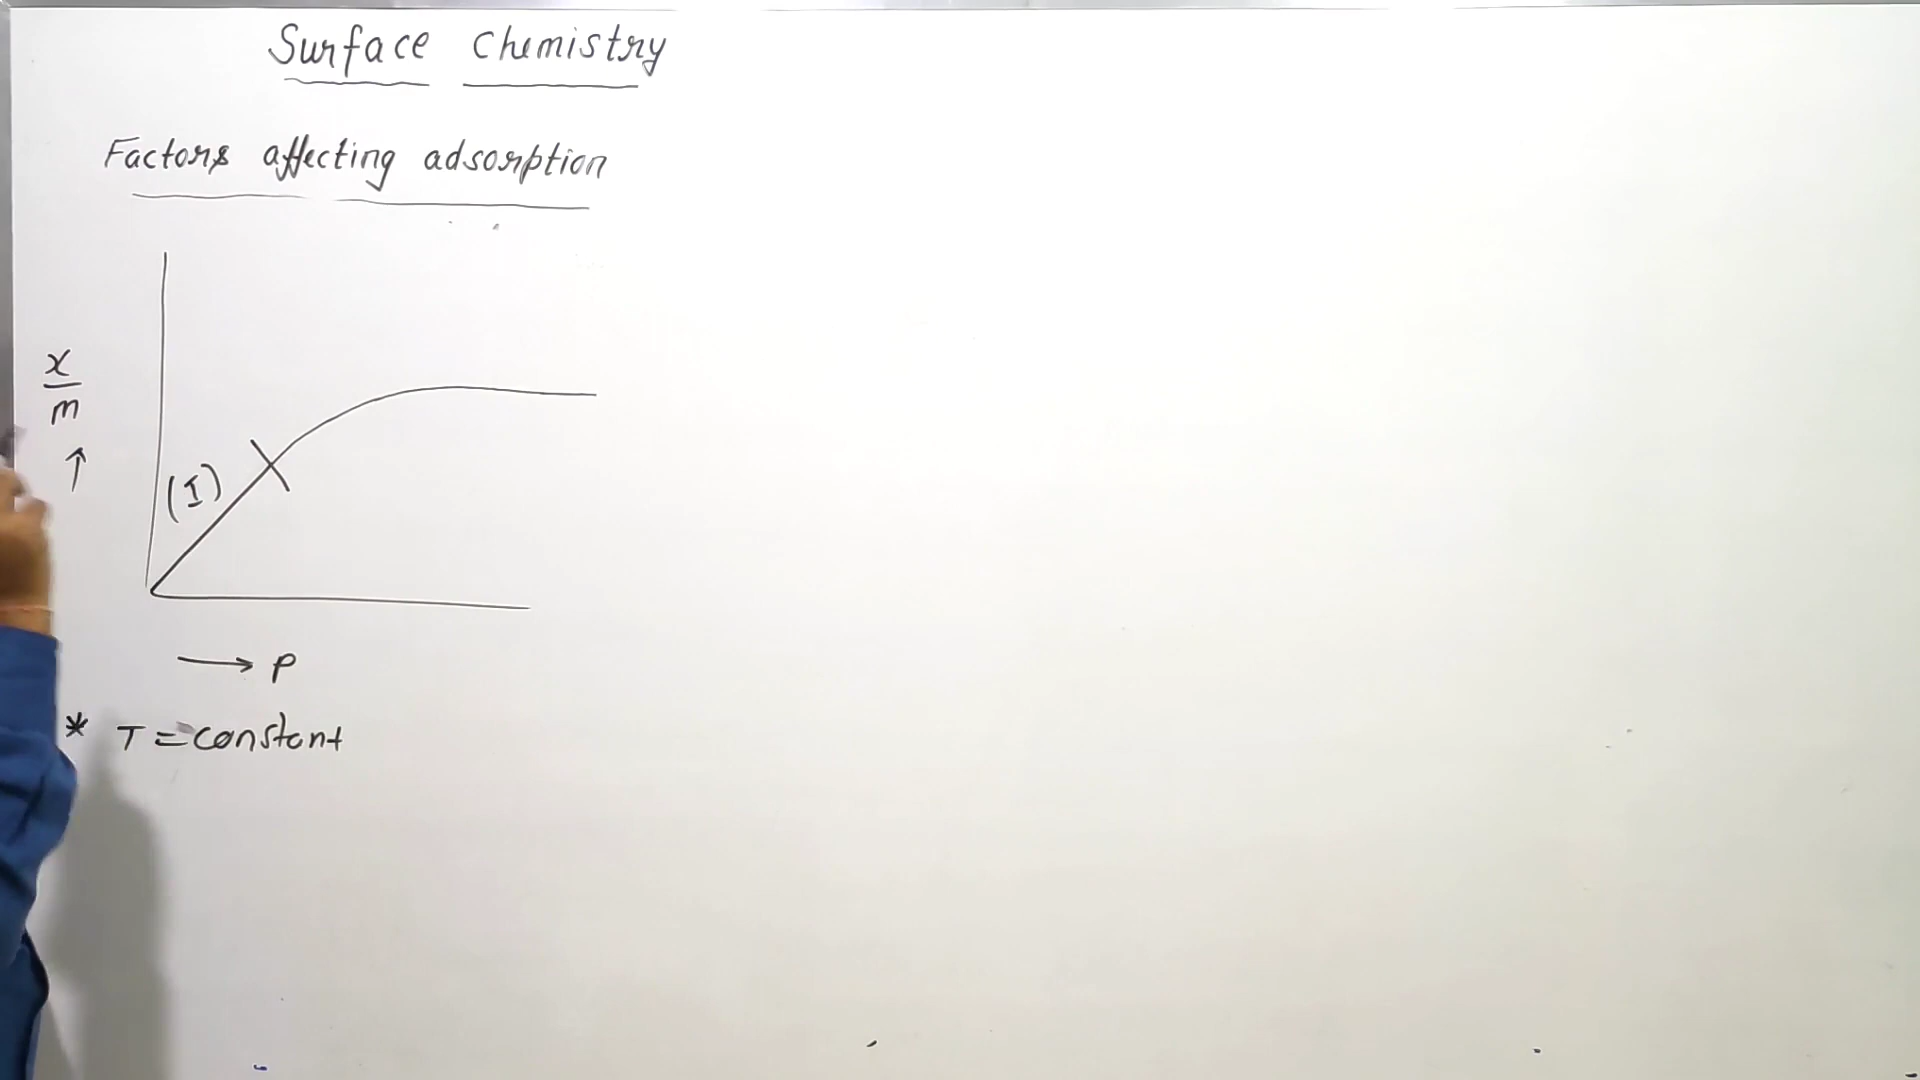 Surface Chemistry
Factors affecting adsorption
x
m
↑
(I)
→ P
* T = constant